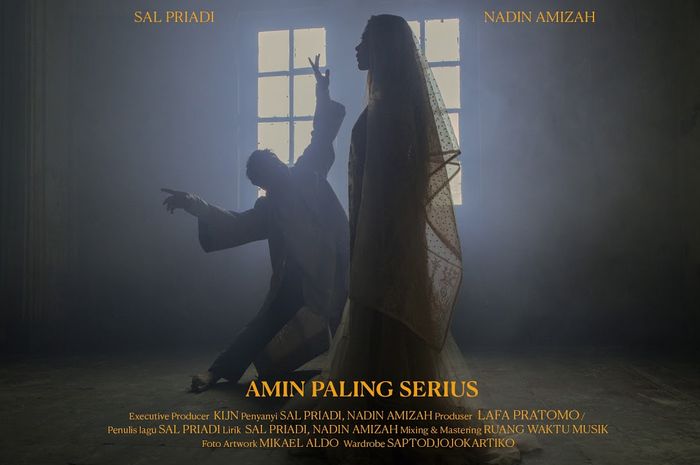 SAL PRIADI
NADIN AMIZAH
AMIN PALING SERIUS
Executive Producer KIJN Penyanyi SAL PRIADI, NADIN AMIZAH Produser LAFA PRATOMO/
Penulis lagu SAL PRIADI Lirik SAL PRIADI, NADIN AMIZAH Mixing & Mastering RUANG WAKTU MUSIK
Foto Artwork MIKAEL ALDO Wardrobe SAPTODJOJOKARTIKO